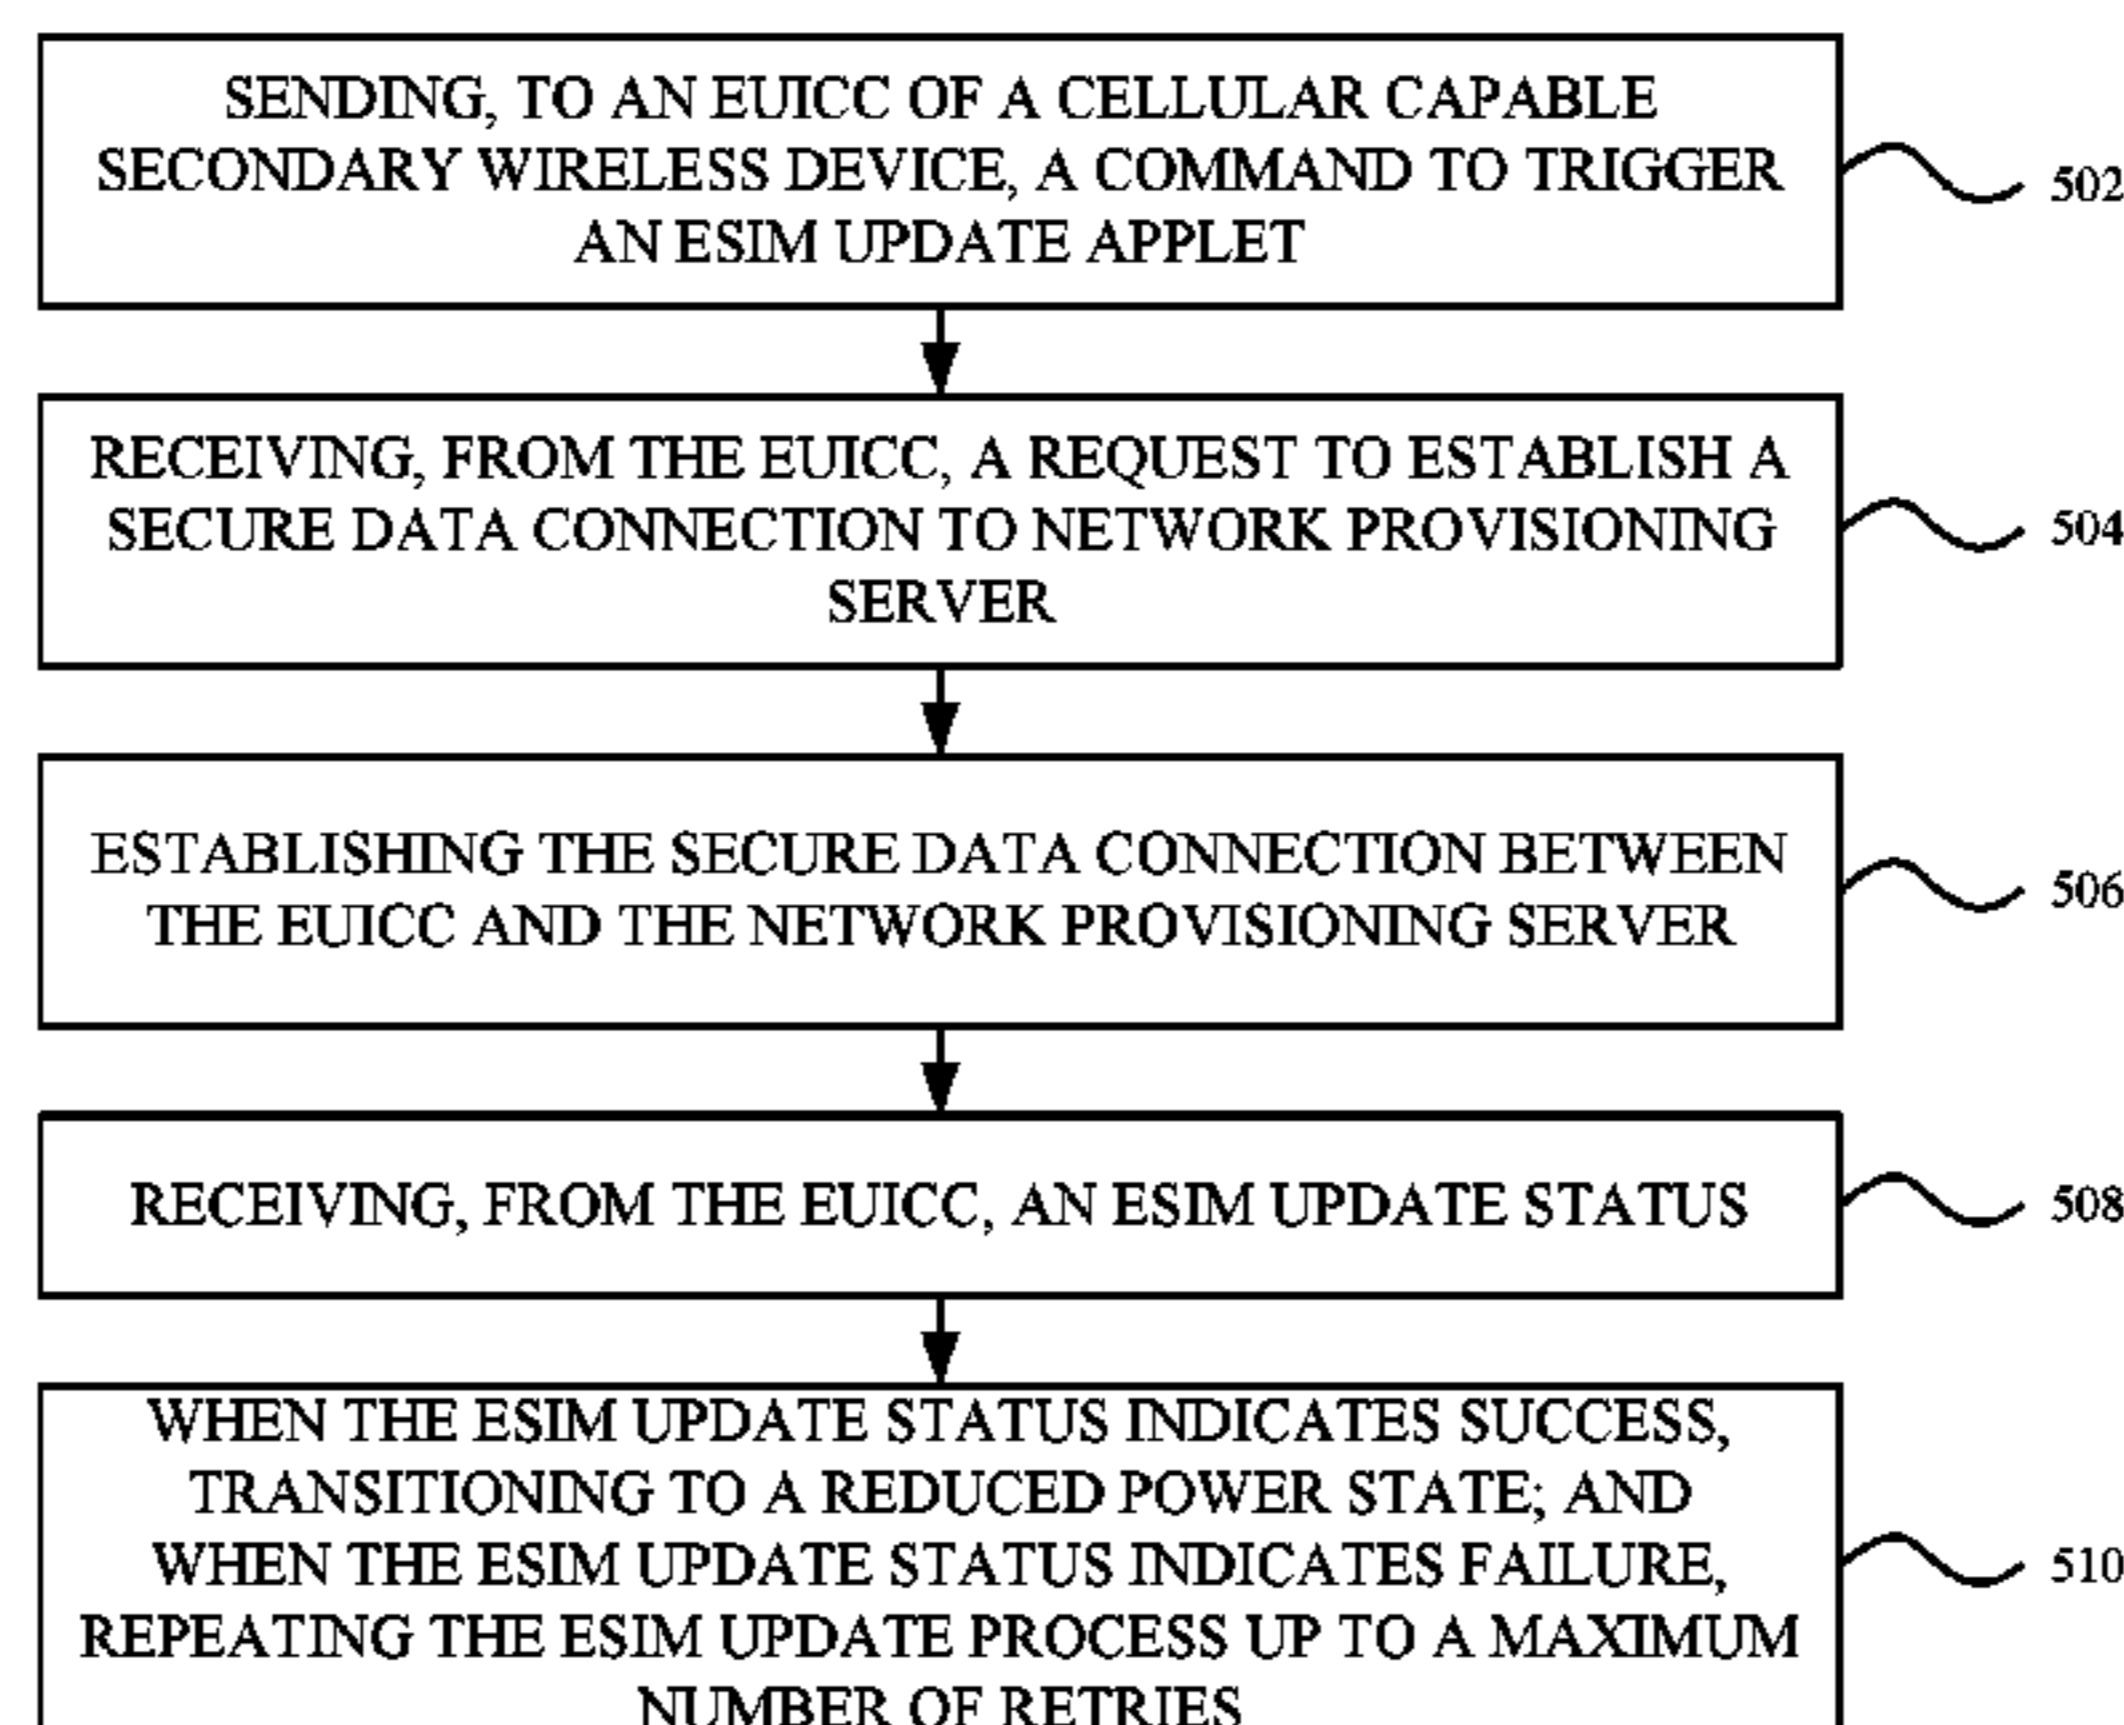 SENDING, TO AN EUICC OF A CELLULAR CAPABLE
SECONDARY WIRELESS DEVICE, A COMMAND TO TRIGGER
AN ESIM UPDATE APPLET
502
RECEIVING, FROM THE EUICC, A REQUEST TO ESTABLISH A
SECURE DATA CONNECTION TO NETWORK PROVISIONING
SERVER
504
ESTABLISHING THE SECURE DATA CONNECTION BETWEEN
THE EUICC AND THE NETWORK PROVISIONING SERVER
506
RECEIVING, FROM THE EUICC, AN ESIM UPDATE STATUS
508
WHEN THE ESIM UPDATE STATUS INDICATES SUCCESS,
TRANSITIONING TO A REDUCED POWER STATE; AND
WHEN THE ESIM UPDATE STATUS INDICATES FAILURE,
REPEATING THE ESIM UPDATE PROCESS UP TO A MAXIMUM
NUMBER OF RETRIES
510